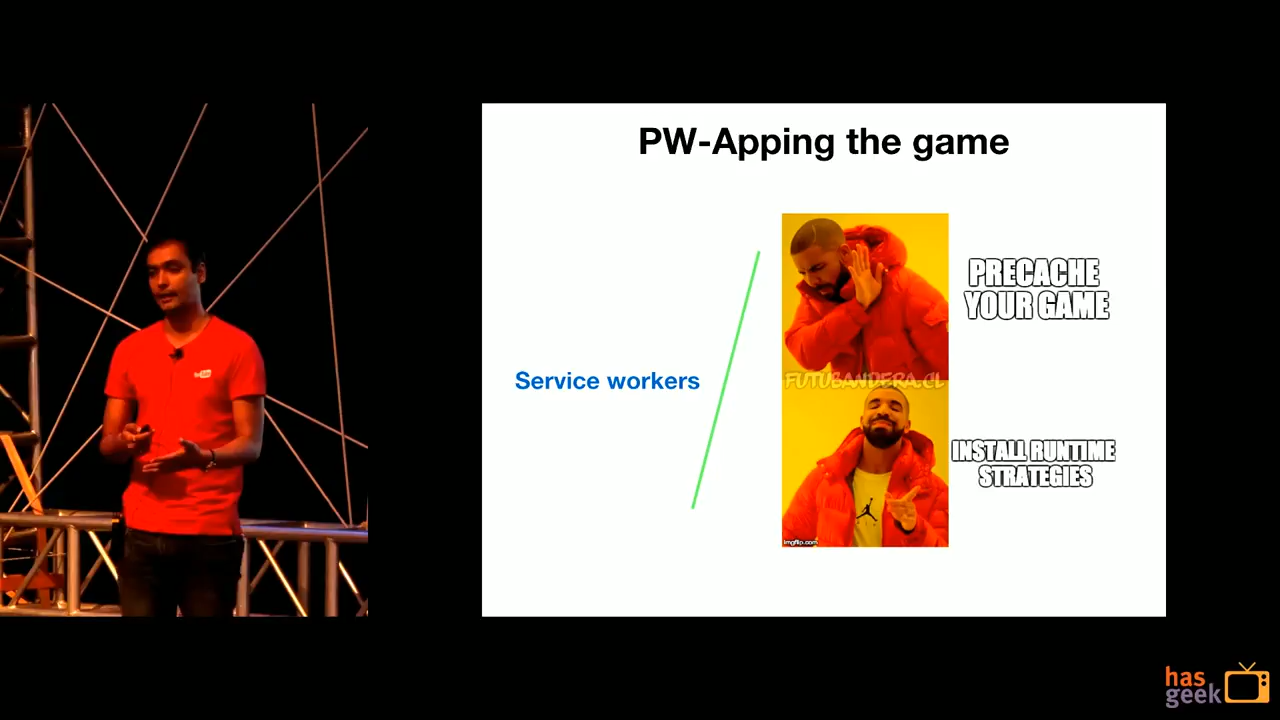 PW-Apping the game
Service workers
PRECACHE
YOUR GAME
FUTUBANDERA.CL
INSTALL RUNTIME
STRATEGIES
imgflip.com
has
geek